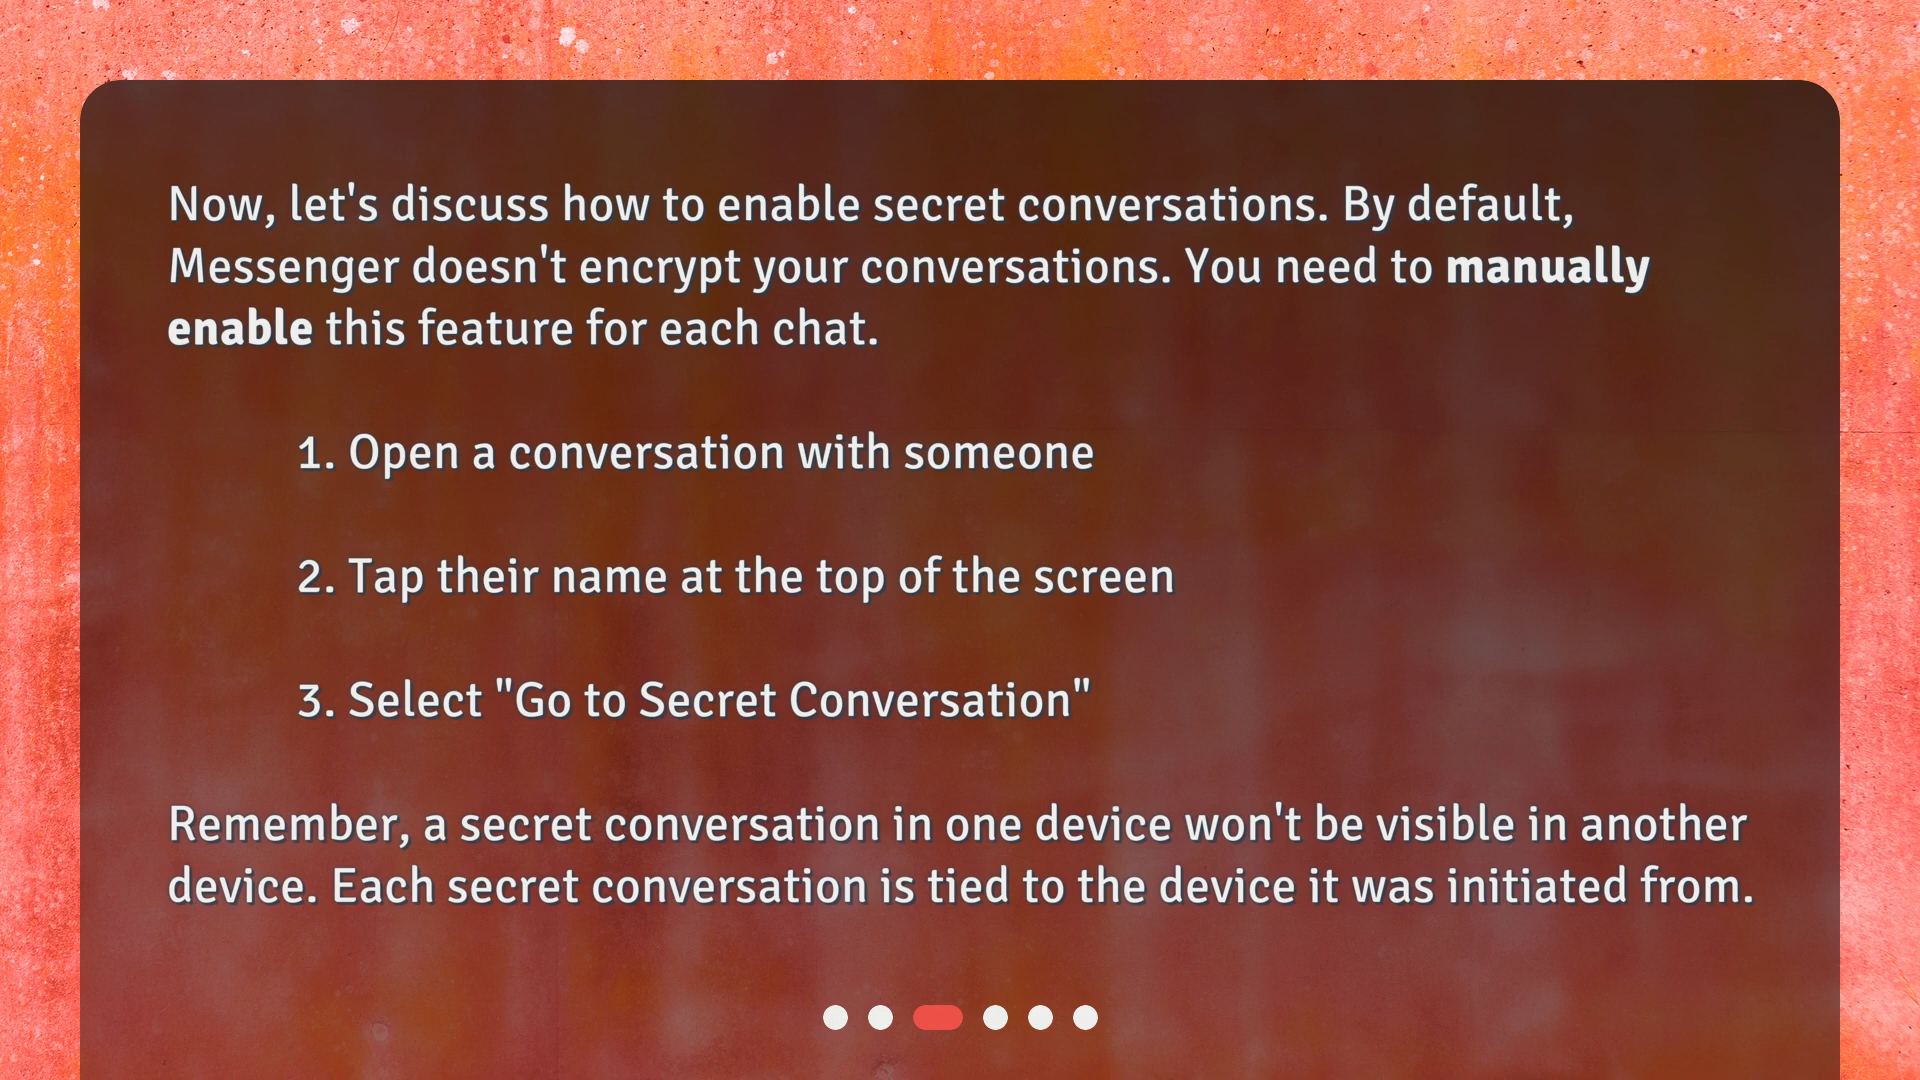 Now, let's discuss how to enable secret conversations. By default,
Messenger doesn't encrypt your conversations. You need to manually
enable this feature for each chat.
1. Open a conversation with someone
2. Tap their name at the top of the screen
3. Select "Go to Secret Conversation"
Remember, a secret conversation in one device won't be visible in another
device. Each secret conversation is tied to the device it was initiated from.